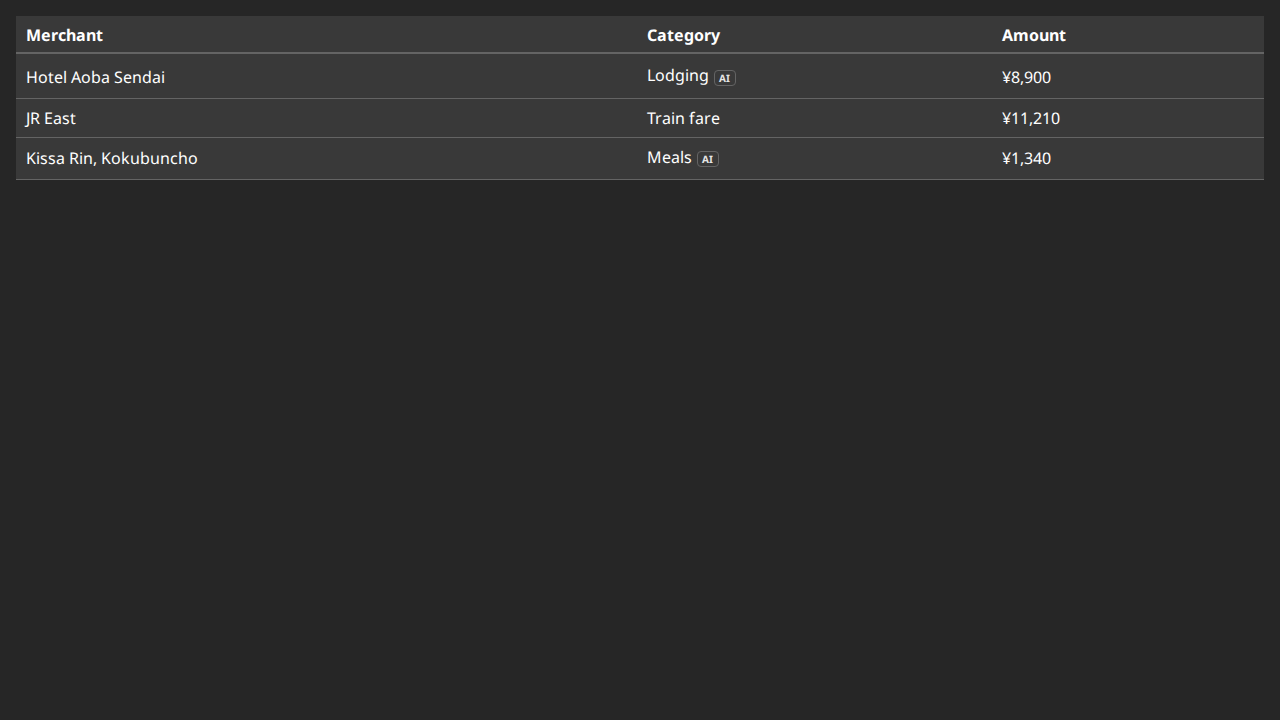 Merchant Category Amount
Hotel Aoba Sendai Lodging AI ¥8,900
JR East Train fare ¥11,210
Kissa Rin, Kokubuncho Meals AI ¥1,340